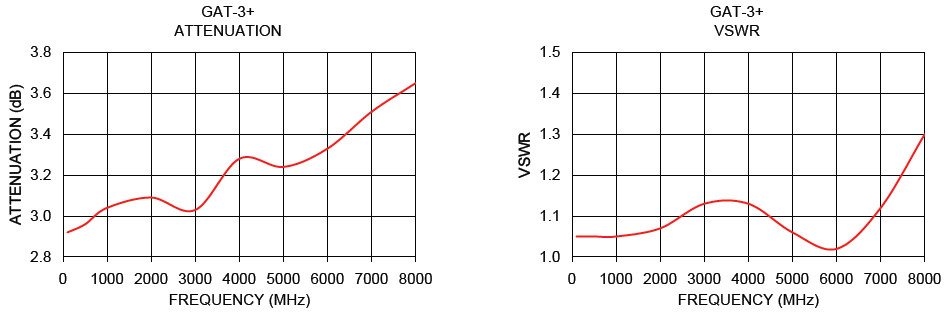 GAT-3+
ATTENUATION
3.8
3.6
3.4
3.2
3.0
2.8
ATTENUATION (dB)
0 1000 2000 3000 4000 5000 6000 7000 8000
FREQUENCY (MHz)
GAT-3+
VSWR
1.5
1.4
1.3
1.2
1.1
1.0
VSWR
0 1000 2000 3000 4000 5000 6000 7000 8000
FREQUENCY (MHz)